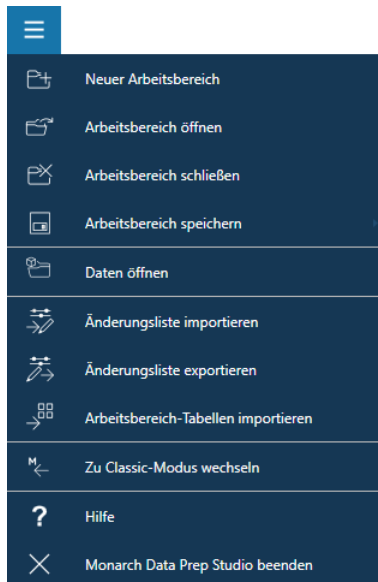 Neuer Arbeitsbereich
Arbeitsbereich öffnen
Arbeitsbereich schließen
Arbeitsbereich speichern
Daten öffnen
Änderungsliste importieren
Änderungsliste exportieren
Arbeitsbereich-Tabellen importieren
M Zu Classic-Modus wechseln
? Hilfe
Monarch Data Prep Studio beenden